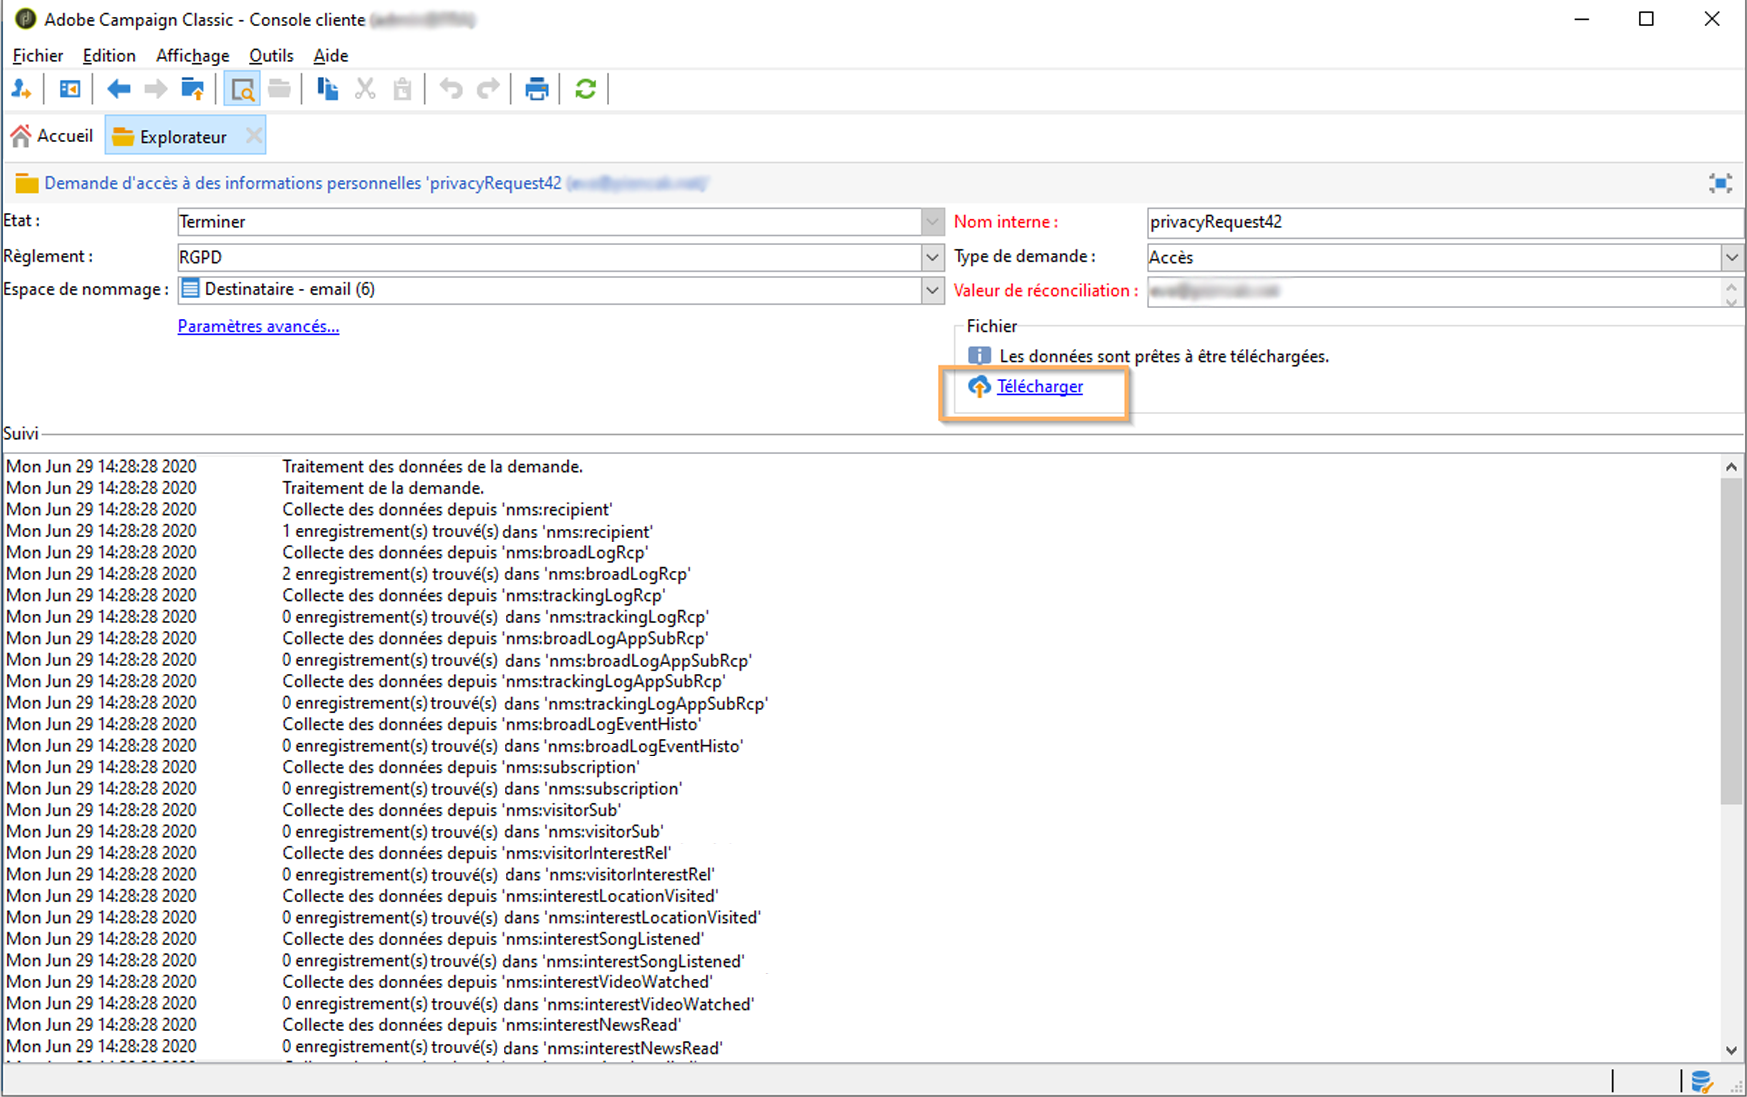 Adobe Campaign Classic - Console cliente
Fichier Edition Affichage Outils Aide
Accueil Explorateur
Demande d'accès à des informations personnelles 'privacyRequest42
Etat : Terminer Nom interne : privacyRequest42
Règlement : RGPD Type de demande : Accès
Espace de nommage : Destinataire - email (6) Valeur de réconciliation :
Paramètres avancés...
Fichier
Les données sont prêtes à être téléchargées.
Télécharger
Suivi
Mon Jun 29 14:28:28 2020 Traitement des données de la demande.
Mon Jun 29 14:28:28 2020 Traitement de la demande.
Mon Jun 29 14:28:28 2020 Collecte des données depuis 'nms:recipient'
Mon Jun 29 14:28:28 2020 1 enregistrement(s) trouvé(s) dans 'nms:recipient'
Mon Jun 29 14:28:28 2020 Collecte des données depuis 'nms:broadLogRcp'
Mon Jun 29 14:28:28 2020 2 enregistrement(s) trouvé(s) dans 'nms:broadLogRcp'
Mon Jun 29 14:28:28 2020 Collecte des données depuis 'nms:trackingLogRcp'
Mon Jun 29 14:28:28 2020 0 enregistrement(s) trouvé(s) dans 'nms:trackingLogRcp'
Mon Jun 29 14:28:28 2020 Collecte des données depuis 'nms:broadLogAppSubRcp'
Mon Jun 29 14:28:28 2020 0 enregistrement(s) trouvé(s) dans 'nms:broadLogAppSubRcp'
Mon Jun 29 14:28:28 2020 Collecte des données depuis 'nms:trackingLogAppSubRcp'
Mon Jun 29 14:28:28 2020 0 enregistrement(s) trouvé(s) dans 'nms:trackingLogAppSubRcp'
Mon Jun 29 14:28:28 2020 Collecte des données depuis 'nms:broadLogEventHisto'
Mon Jun 29 14:28:28 2020 0 enregistrement(s) trouvé(s) dans 'nms:broadLogEventHisto'
Mon Jun 29 14:28:28 2020 Collecte des données depuis 'nms:subscription'
Mon Jun 29 14:28:28 2020 0 enregistrement(s) trouvé(s) dans 'nms:subscription'
Mon Jun 29 14:28:28 2020 Collecte des données depuis 'nms:visitorSub'
Mon Jun 29 14:28:28 2020 0 enregistrement(s) trouvé(s) dans 'nms:visitorSub'
Mon Jun 29 14:28:28 2020 Collecte des données depuis 'nms:visitorInterestRel'
Mon Jun 29 14:28:28 2020 0 enregistrement(s) trouvé(s) dans 'nms:visitorInterestRel'
Mon Jun 29 14:28:28 2020 Collecte des données depuis 'nms:interestLocationVisited'
Mon Jun 29 14:28:28 2020 0 enregistrement(s) trouvé(s) dans 'nms:interestLocationVisited'
Mon Jun 29 14:28:28 2020 Collecte des données depuis 'nms:interestSongListened'
Mon Jun 29 14:28:28 2020 0 enregistrement(s) trouvé(s) dans 'nms:interestSongListened'
Mon Jun 29 14:28:28 2020 Collecte des données depuis 'nms:interestVideoWatched'
Mon Jun 29 14:28:28 2020 0 enregistrement(s) trouvé(s) dans 'nms:interestVideoWatched'
Mon Jun 29 14:28:28 2020 Collecte des données depuis 'nms:interestNewsRead'
Mon Jun 29 14:28:28 2020 0 enregistrement(s) trouvé(s) dans 'nms:interestNewsRead'